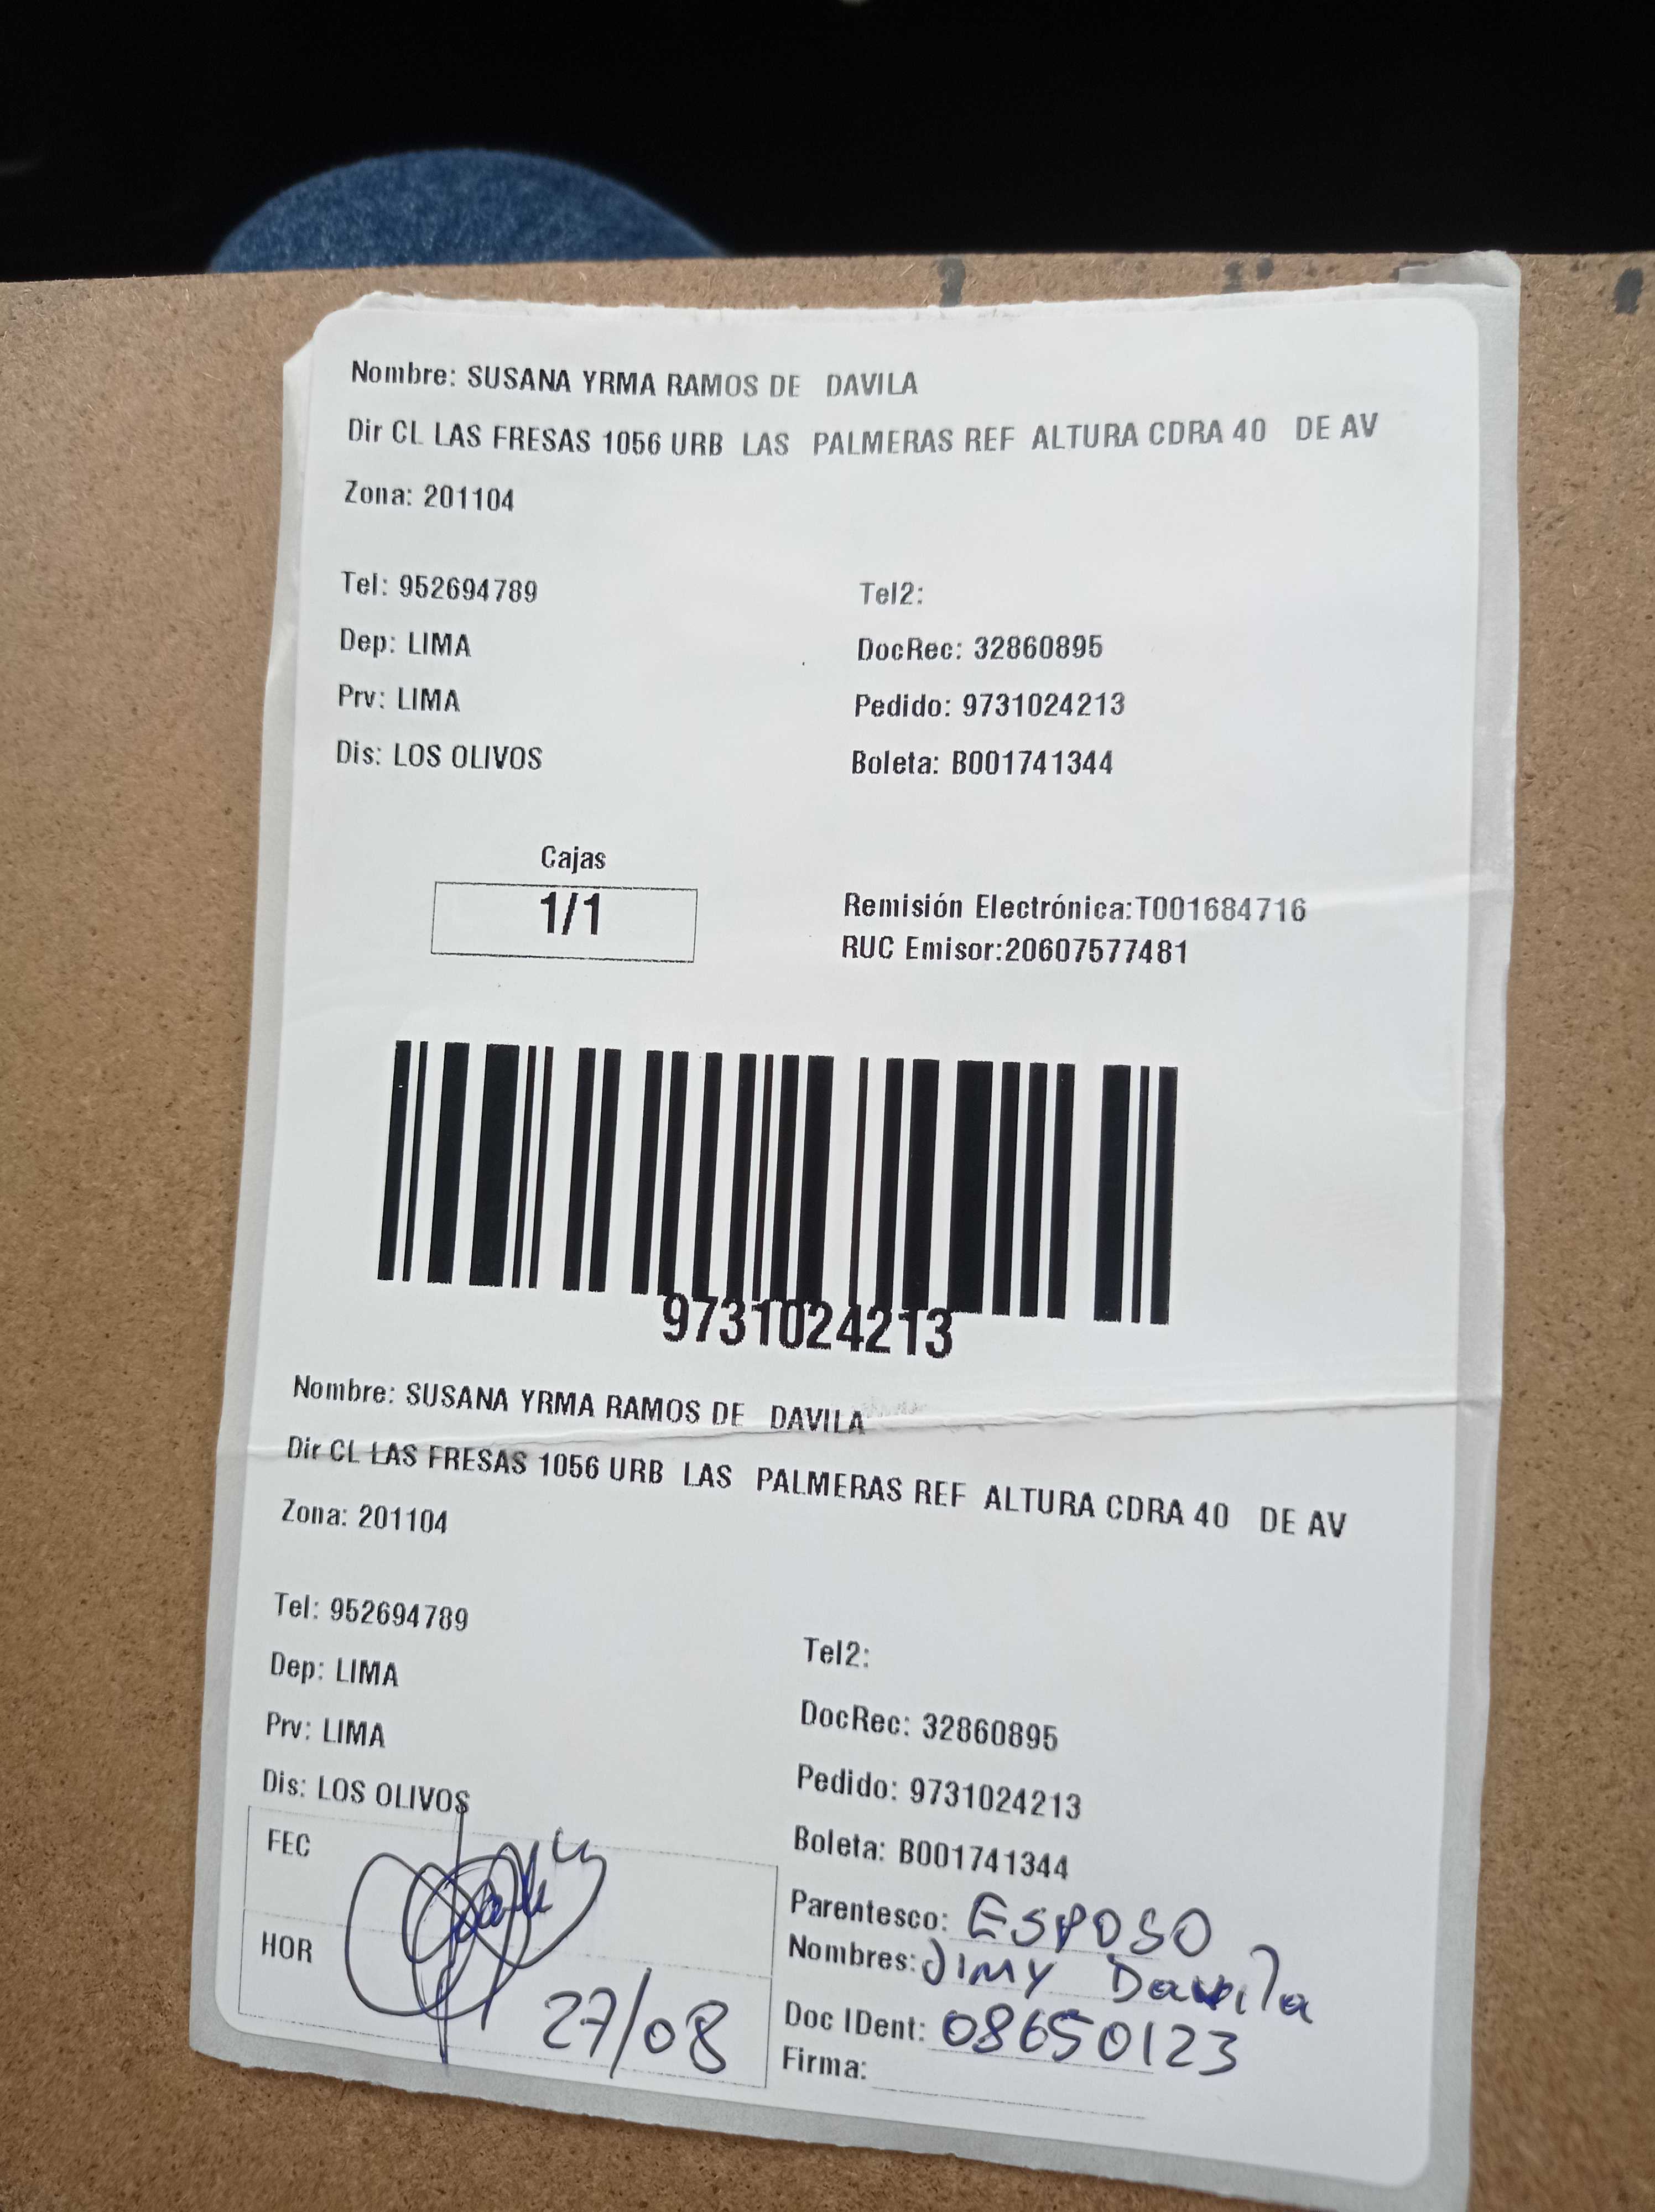 Nombre: SUSANA YRMA RAMOS DE DAVILA
Dir CL LAS FRESAS 1056 URB LAS PALMERAS REF ALTURA CDRA 40 DE AV
Zona: 201104
Tel: 952694789
Tel2:
Dep: LIMA
DocRec: 32860895
Prv: LIMA
Pedido: 9731024213
Dis: LOS OLIVOS
Boleta: B001741344
Cajas
1/1
Remisión Electrónica:T001684716
RUC Emisor:20607577481
9731024213
Nombre: SUSANA YRMA RAMOS DE DAVILA
Dir CL LAS FRESAS 1056 URB LAS PALMERAS REF ALTURA CDRA 40 DE AV
Zona: 201104
Tel: 952694789
Tel2:
Dep: LIMA
DocRec: 32860895
Prv: LIMA
Pedido: 9731024213
Dis: LOS OLIVOS
Boleta: B001741344
FEC
Parentesco: ESPOSO
HOR
Nombres: JIMY Davila
27/08
Doc IDent: 08650123
Firma: